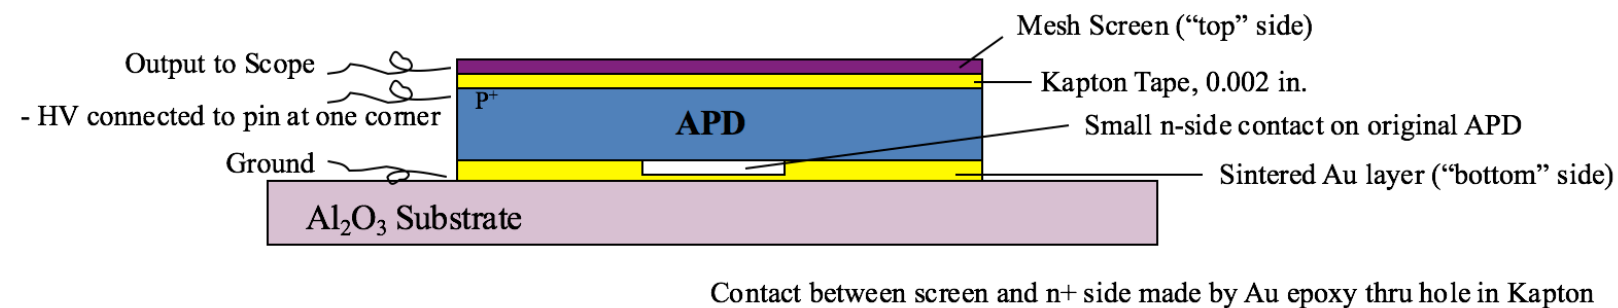 Mesh Screen (“top” side)
Output to Scope
Kapton Tape, 0.002 in.
P+
- HV connected to pin at one corner
APD
Small n-side contact on original APD
Ground
Sintered Au layer (“bottom” side)
Al₂O₃ Substrate
Contact between screen and n+ side made by Au epoxy thru hole in Kapton